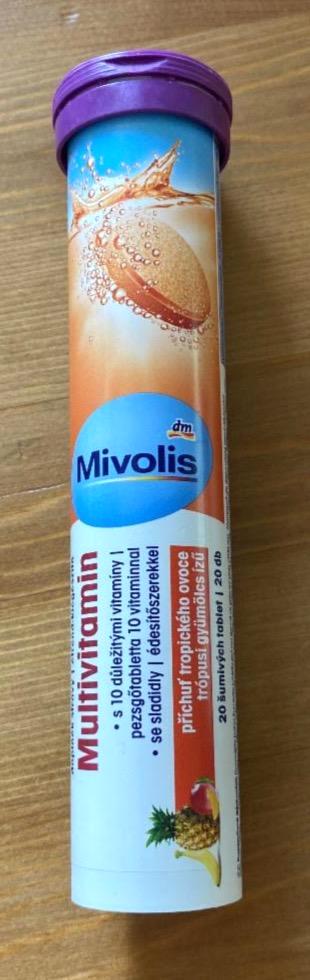 dm
Mivolis
Multivitamin
• s 10 důležitými vitamíny |
pezsgőtabletta 10 vitaminnal
• se sladidly | édesítőszerekkel
příchuť tropického ovoce
trópusi gyümölcs ízű
20 šumivých tablet | 20 db